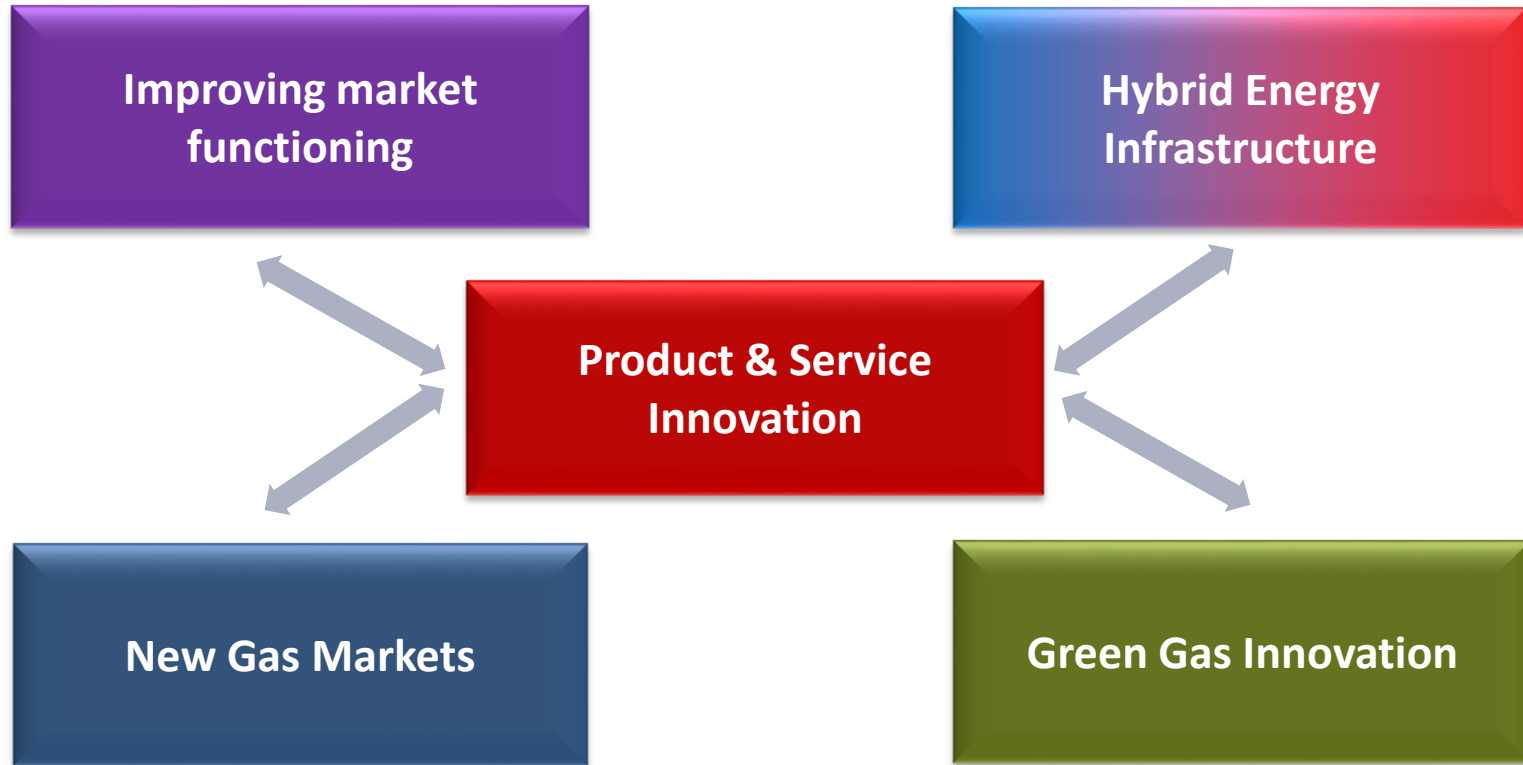 Improving market
functioning
Hybrid Energy
Infrastructure
Product & Service
Innovation
New Gas Markets
Green Gas Innovation